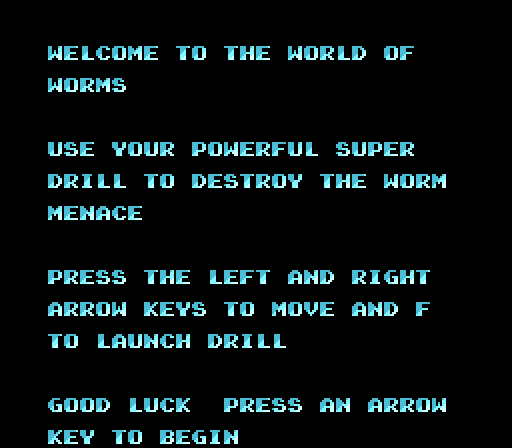 WELCOME TO THE WORLD OF
WORMS
USE YOUR POWERFUL SUPER
DRILL TO DESTROY THE WORM
MENACE
PRESS THE LEFT AND RIGHT
ARROW KEYS TO MOVE AND F
TO LAUNCH DRILL
GOOD LUCK  PRESS AN ARROW
KEY TO BEGIN